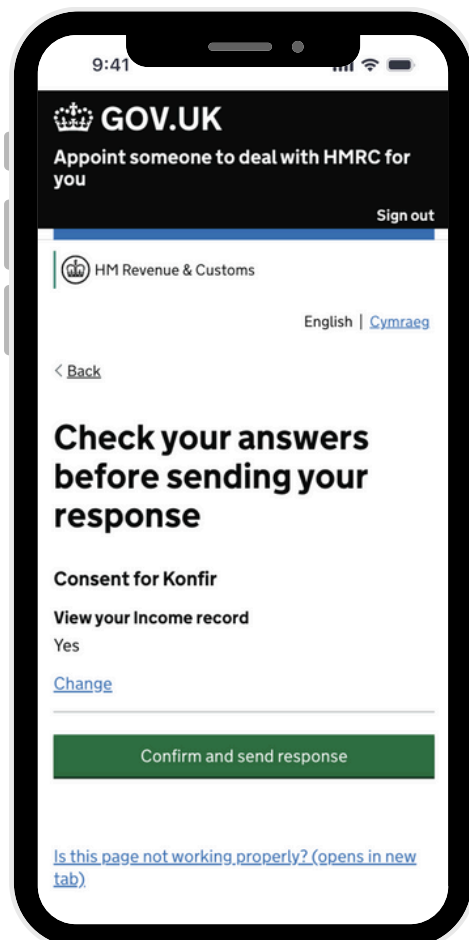 9:41
GOV.UK
Appoint someone to deal with HMRC for
you
Sign out
HM Revenue & Customs
English | Cymraeg
< Back
Check your answers
before sending your
response
Consent for Konfir
View your Income record
Yes
Change
Confirm and send response
Is this page not working properly? (opens in new
tab)